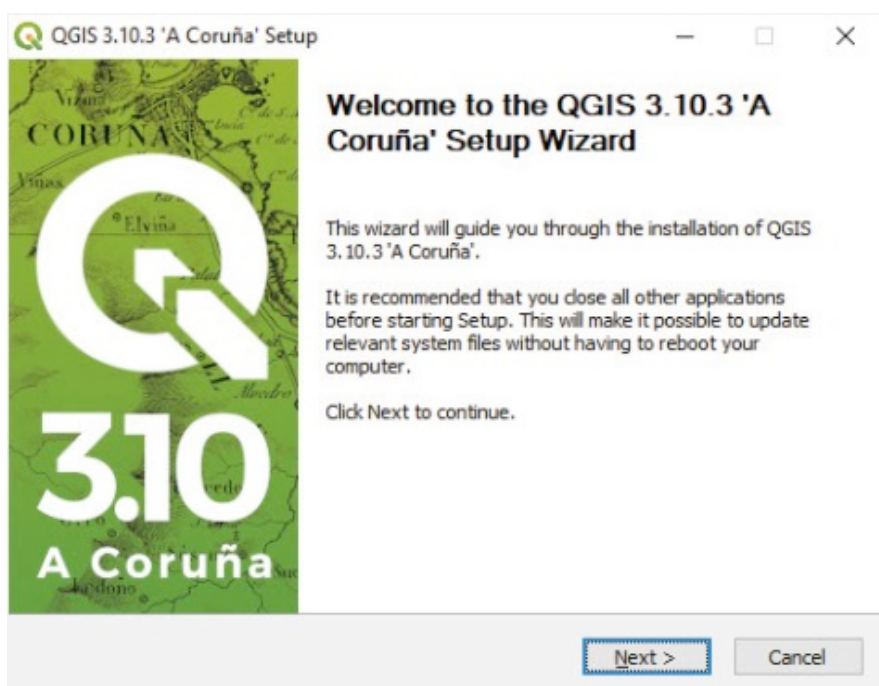 QGIS 3.10.3 'A Coruña' Setup
Welcome to the QGIS 3.10.3 'A
Coruña' Setup Wizard
This wizard will guide you through the installation of QGIS
3.10.3 'A Coruña'.
It is recommended that you close all other applications
before starting Setup. This will make it possible to update
relevant system files without having to reboot your
computer.
Click Next to continue.
CORUNA
Viñas
Elviña
3.10
A Coruña
Next >
Cancel